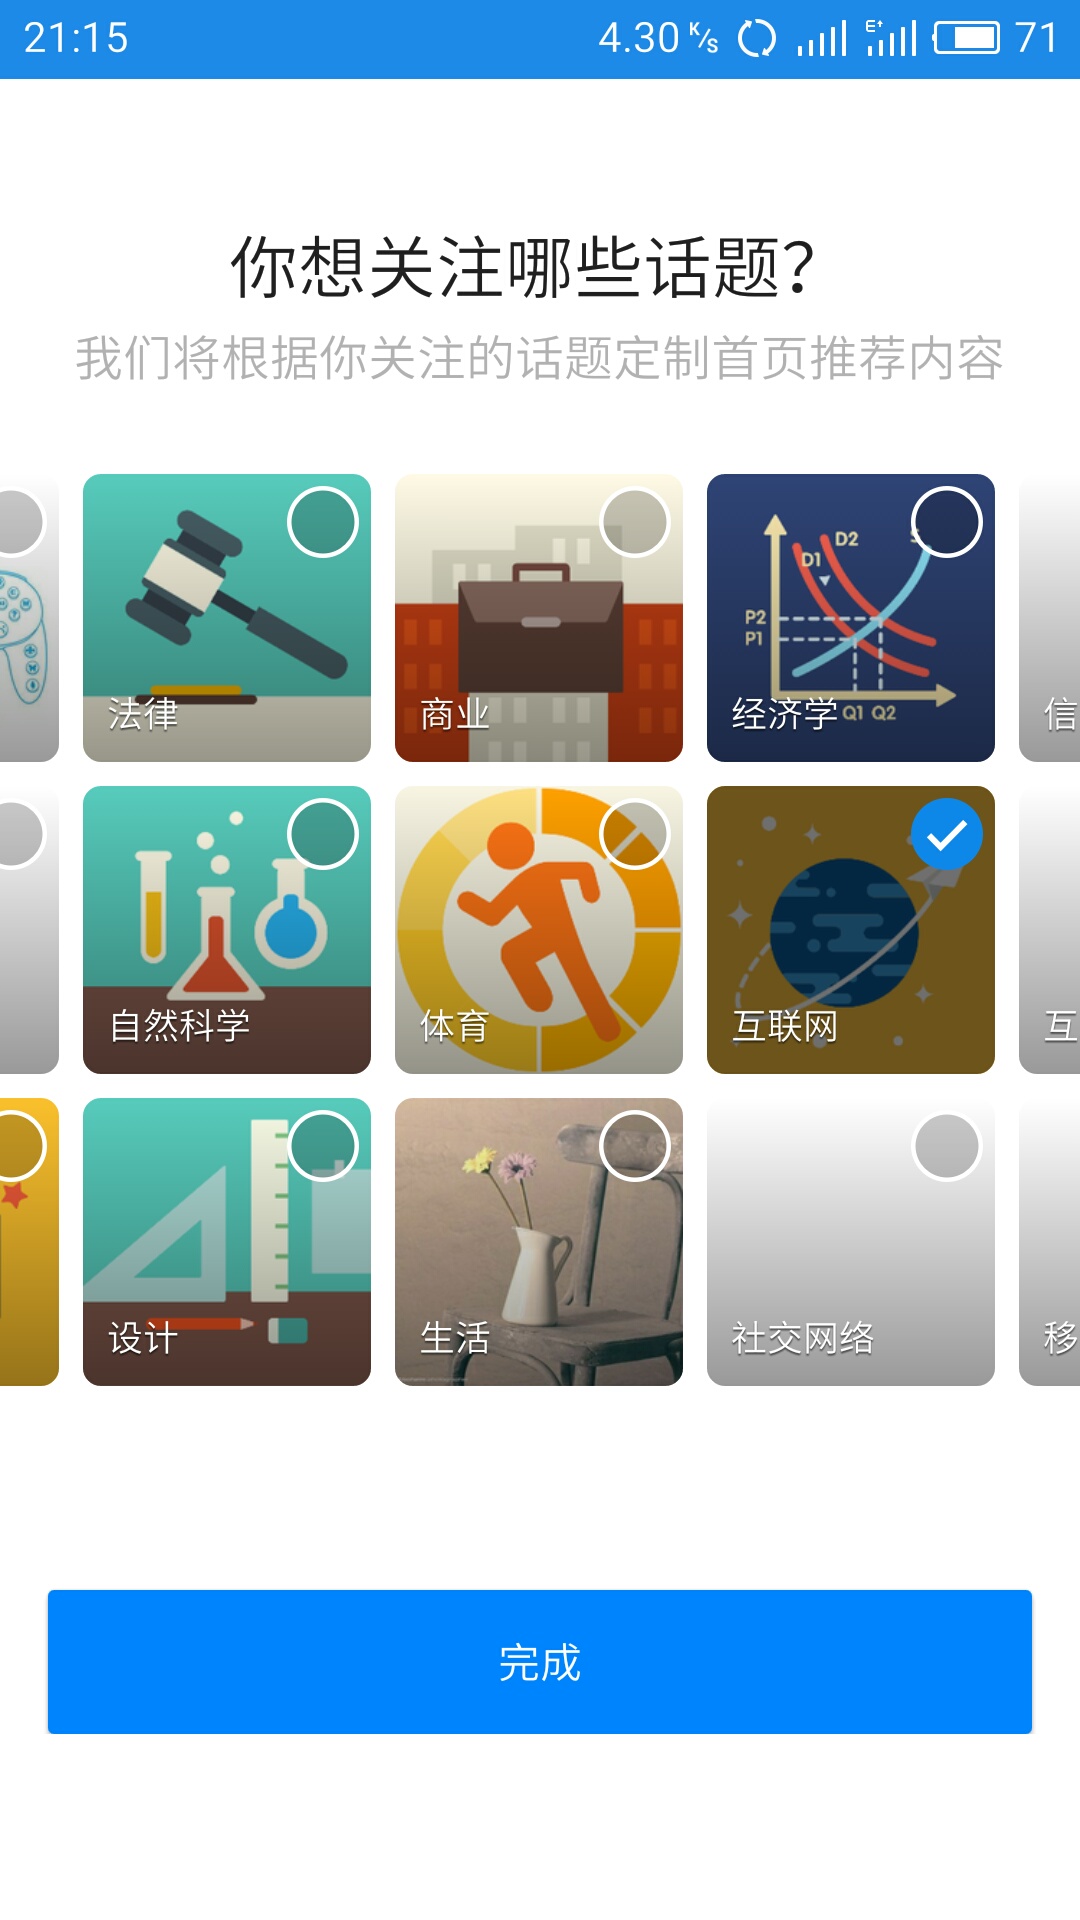 21:15 4.30 K/s E 71
你想关注哪些话题?
我们将根据你关注的话题定制首页推荐内容
D2 S
D1
P2
P1
Q1 Q2
法律 商业 经济学 信
自然科学 体育 互联网 互
设计 生活 社交网络 移
完成